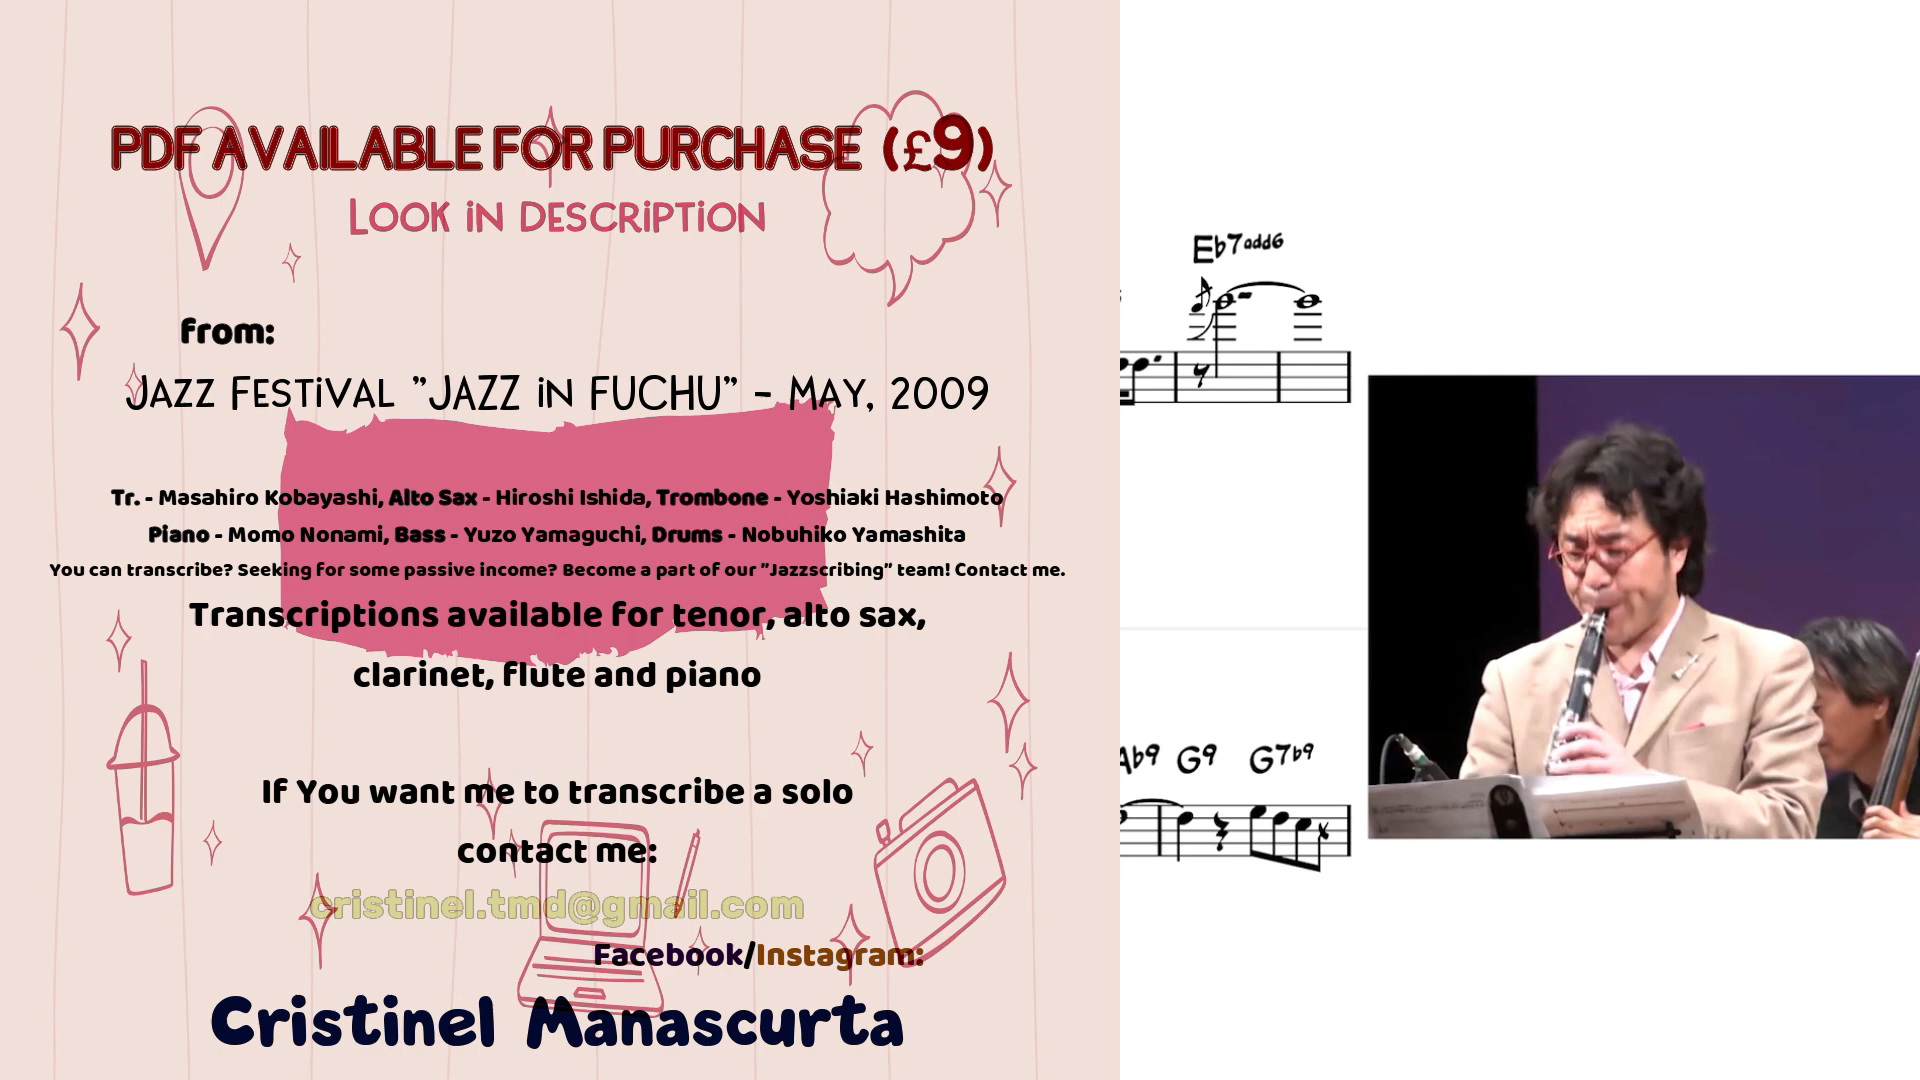 PDF AVAILABLE FOR PURCHASE (£9)
LOOK iN DESCRiPTiON
from:
JAZZ FESTiVAL "JAZZ iN FUCHU" - MAY, 2009
Tr. - Masahiro Kobayashi, Alto Sax - Hiroshi Ishida, Trombone - Yoshiaki Hashimoto
Piano - Momo Nonami, Bass - Yuzo Yamaguchi, Drums - Nobuhiko Yamashita
You can transcribe? Seeking for some passive income? Become a part of our "Jazzscribing" team! Contact me.
Transcriptions available for tenor, alto sax,
clarinet, flute and piano
If You want me to transcribe a solo
contact me:
cristinel.tmd@gmail.com
Facebook/Instagram:
Cristinel Manascurta
Eb7add6
Ab9 G9 G7b9